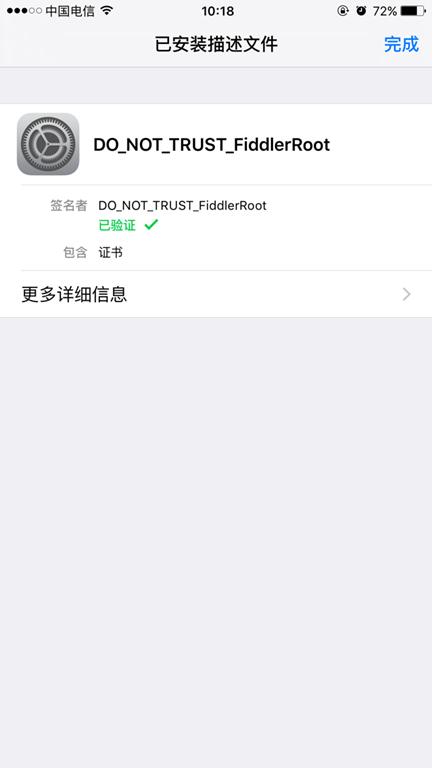 中国电信 10:18 72%
已安装描述文件 完成
DO_NOT_TRUST_FiddlerRoot
签名者 DO_NOT_TRUST_FiddlerRoot
已验证
包含 证书
更多详细信息